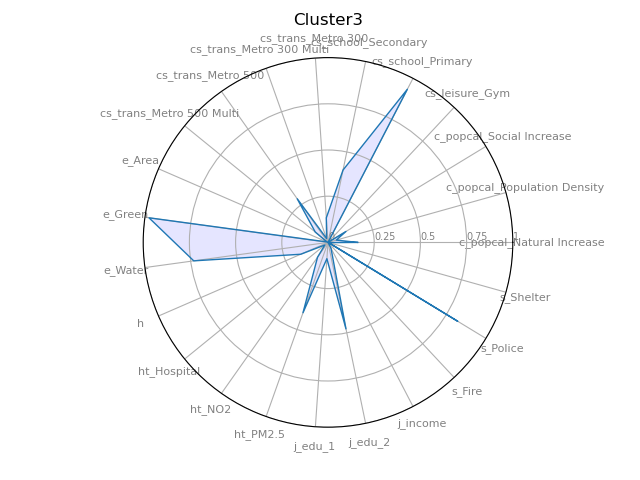 Cluster3
cs_trans_Metro 300
cs_school_Secondary
cs_trans_Metro 300 Multi
cs_school_Primary
cs_trans_Metro 500
cs_leisure_Gym
cs_trans_Metro 500 Multi
c_popcal_Social Increase
e_Area
c_popcal_Population Density
e_Green
0.25 0.5 0.75 1
c_popcal_Natural Increase
e_Water
s_Shelter
h
s_Police
ht_Hospital
s_Fire
ht_NO2
j_income
ht_PM2.5
j_edu_2
j_edu_1